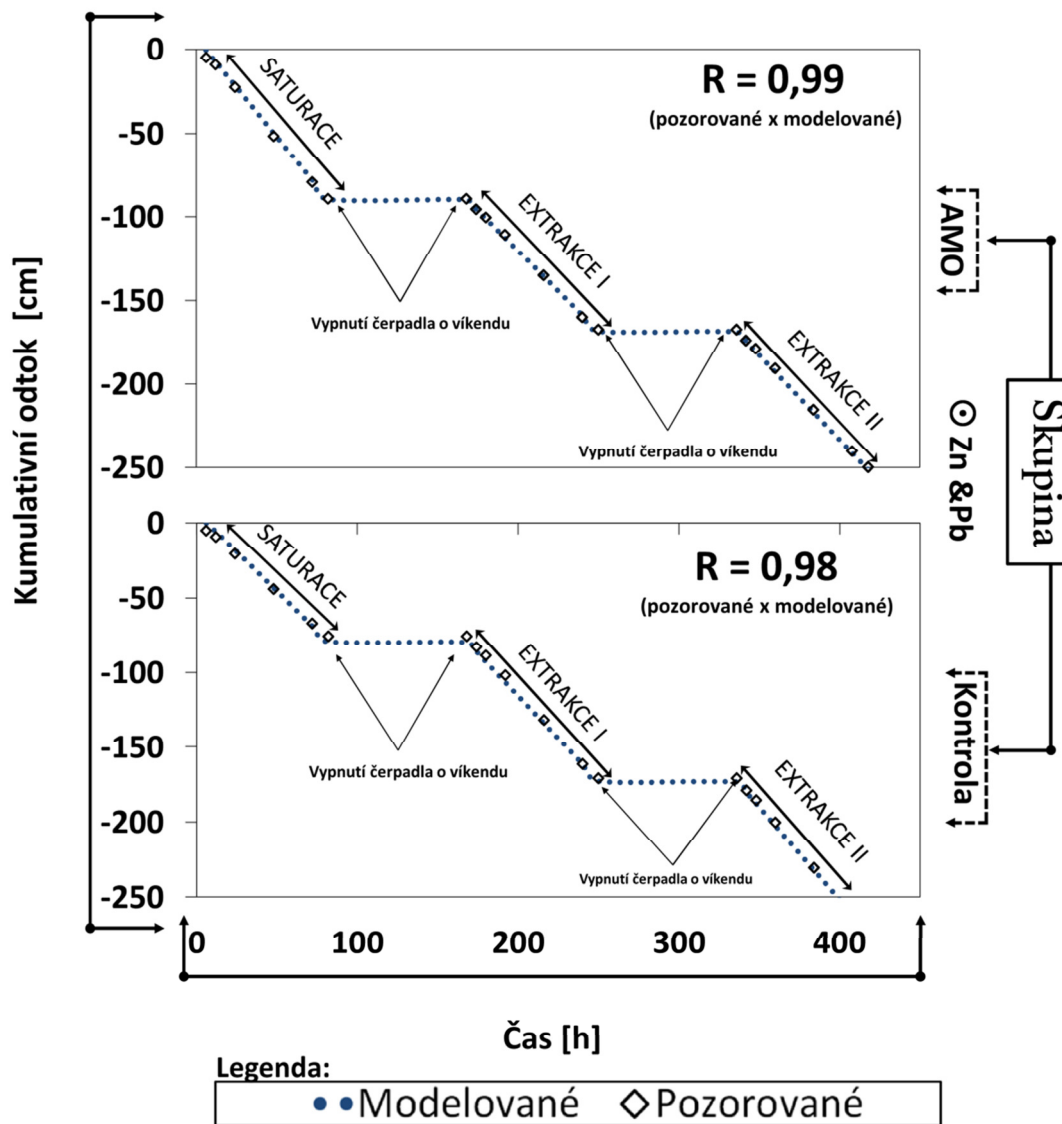 Kumulativní odtok [cm]
0
-50
-100
-150
-200
-250
R = 0,99
(pozorované x modelované)
SATURACE
EXTRAKCE I
EXTRAKCE II
Vypnutí čerpadla o víkendu
Vypnutí čerpadla o víkendu
0
-50
-100
-150
-200
-250
R = 0,98
(pozorované x modelované)
SATURACE
EXTRAKCE I
EXTRAKCE II
Vypnutí čerpadla o víkendu
Vypnutí čerpadla o víkendu
0 100 200 300 400
Čas [h]
AMO
⊙ Zn &Pb
Kontrola
Skupina
Legenda:
Modelované Pozorované